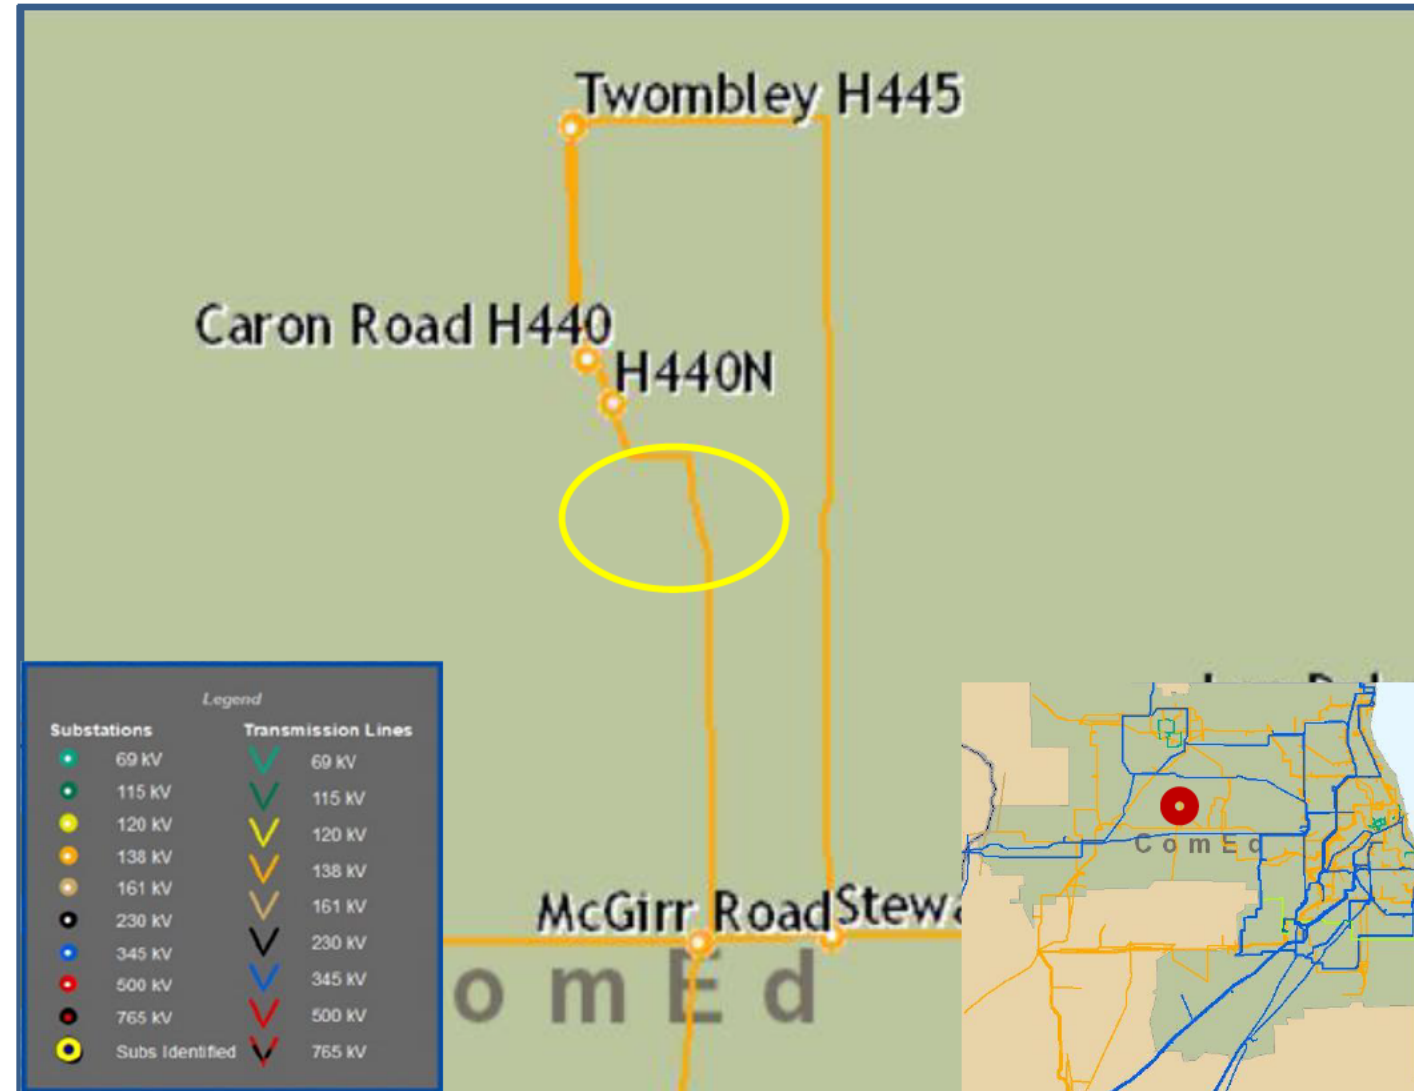 Twombley H445
Caron Road H440
H440N
McGirr Road
omEd
Legend
Substations
69 kV
115 kV
120 kV
138 kV
161 kV
230 kV
345 kV
500 kV
765 kV
Subs Identified
Transmission Lines
69 kV
115 kV
120 kV
138 kV
161 kV
230 kV
345 kV
500 kV
765 kV
ComEd